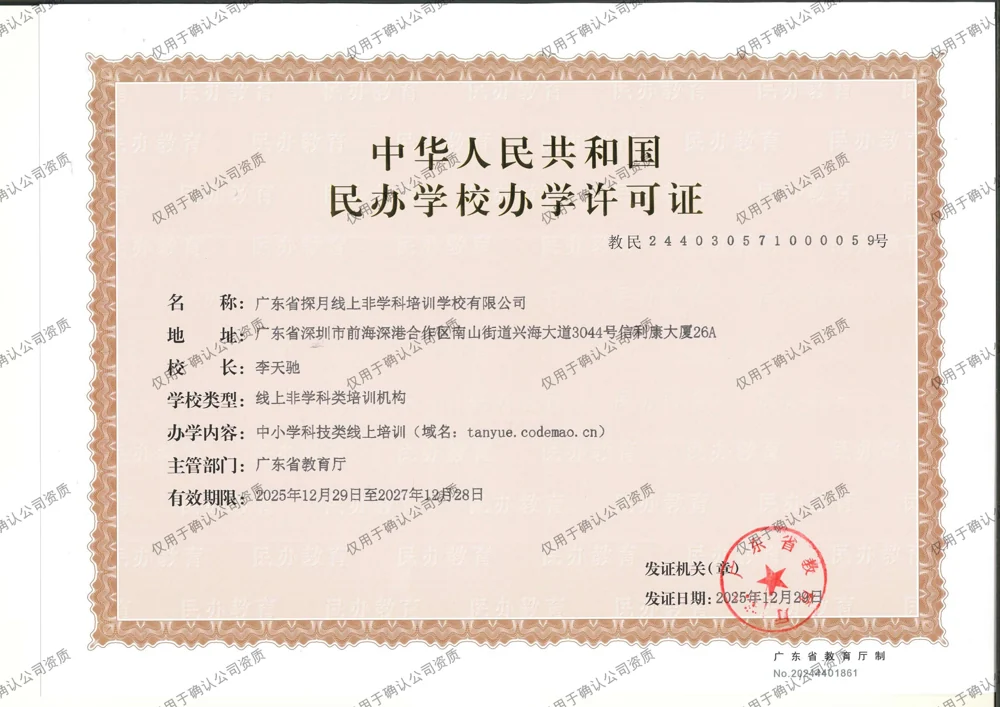 中华人民共和国
民办学校办学许可证
教民244030571000059号
名 称：广东省探月线上非学科培训学校有限公司
地 址：广东省深圳市前海深港合作区南山街道兴海大道3044号信利康大厦26A
校 长：李天驰
学校类型：线上非学科类培训机构
办学内容：中小学科技类线上培训（域名：tanyue.codemao.cn）
主管部门：广东省教育厅
有效期限：2025年12月29日至2027年12月28日
发证机关(章)
发证日期：2025年12月29日
广东省教育厅
广东省教育厅制
No.20244401861
仅用于确认公司资质
民办教育